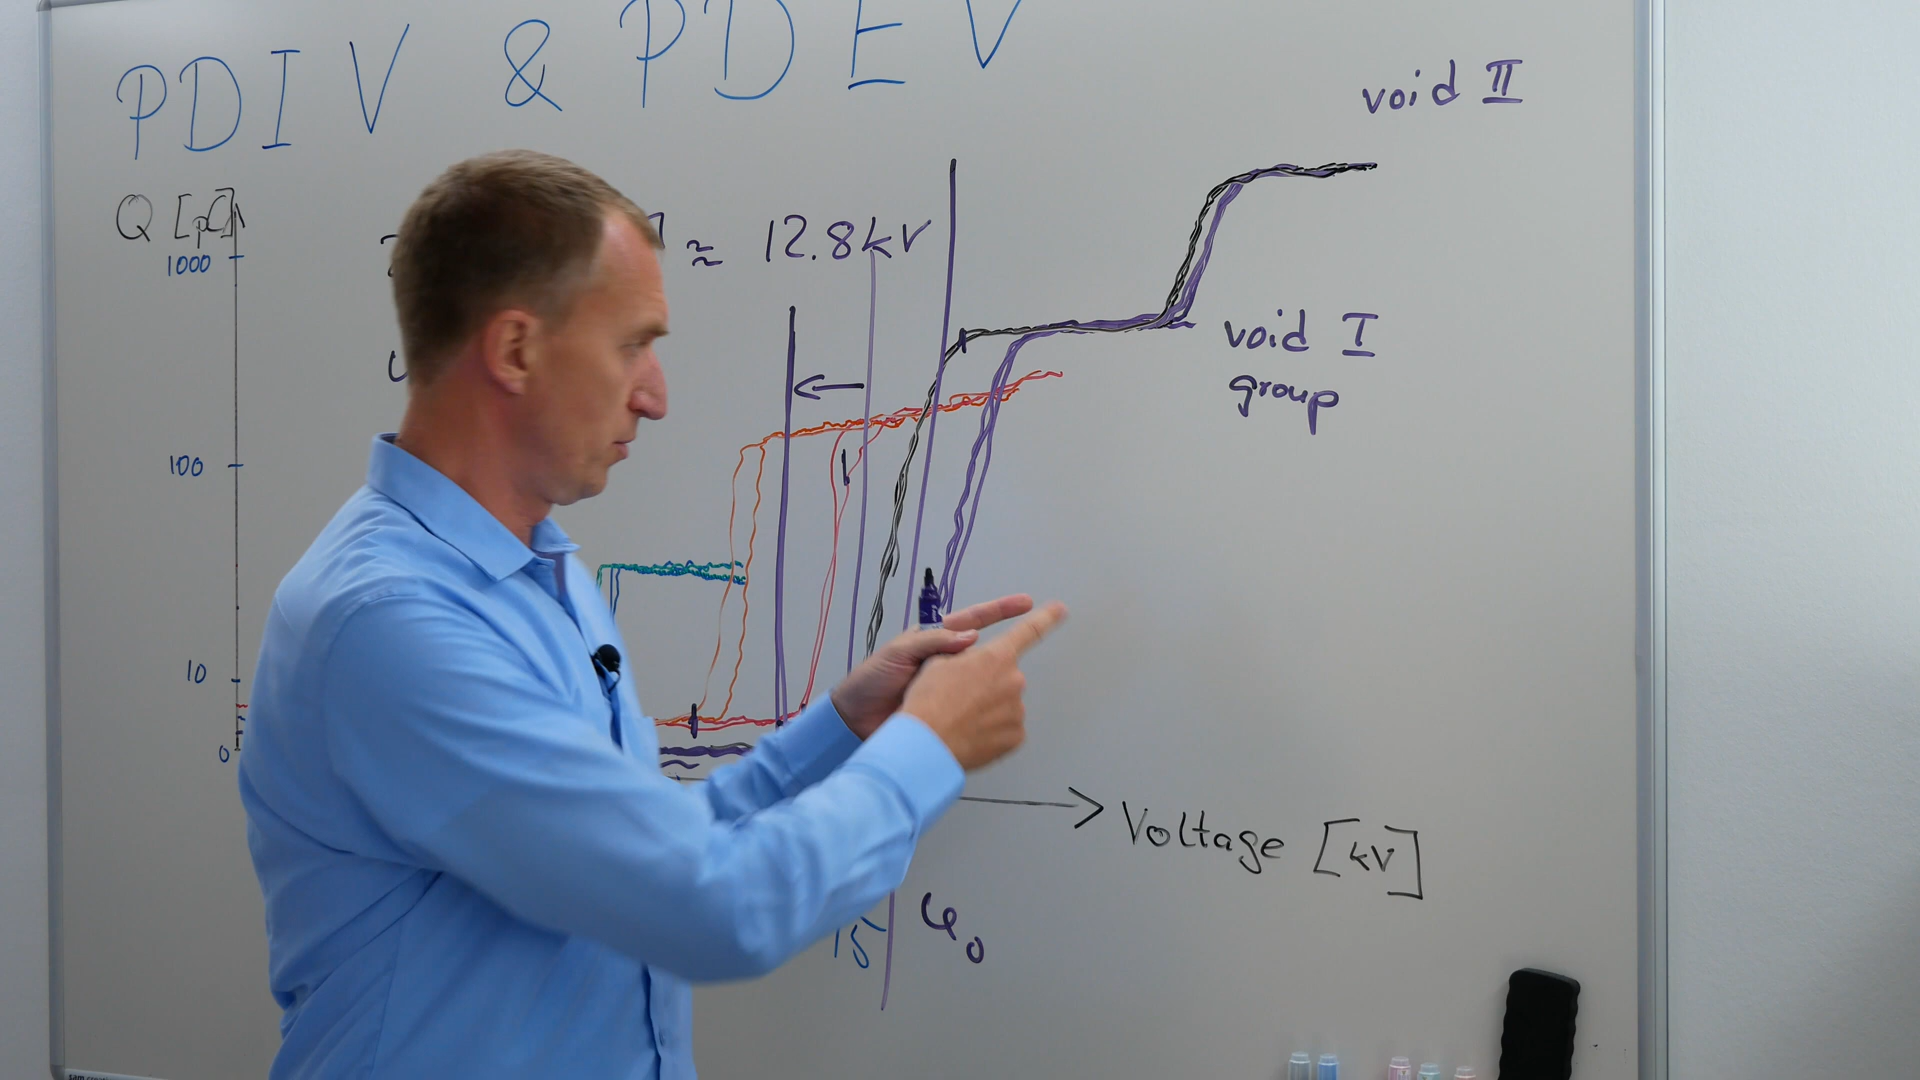 PDIV & PDEV
void II
Q [pC]
1000
≈ 12.8kV
void I
group
100
10
0
Voltage [kV]
15
φ₀